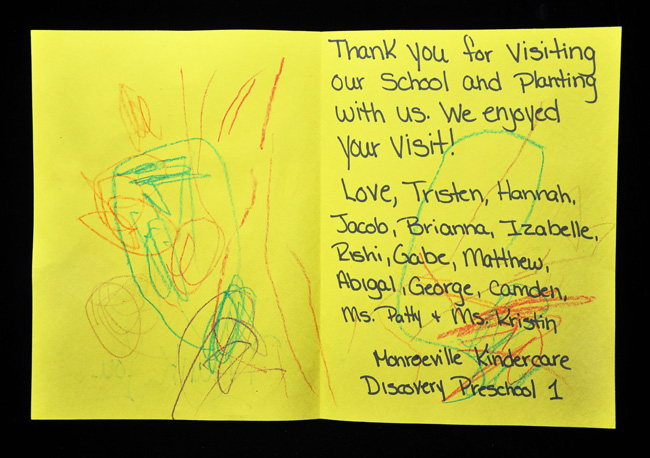 Thank you for visiting
our School and Planting
with us. We enjoyed
your visit!
Love, Tristen, Hannah,
Jacob, Brianna, Izabelle,
Rishi, Gabe, Matthew,
Abigal, George, Camden,
Ms. Patty & Ms. Kristin
Monroeville Kindercare
Discovery Preschool 1